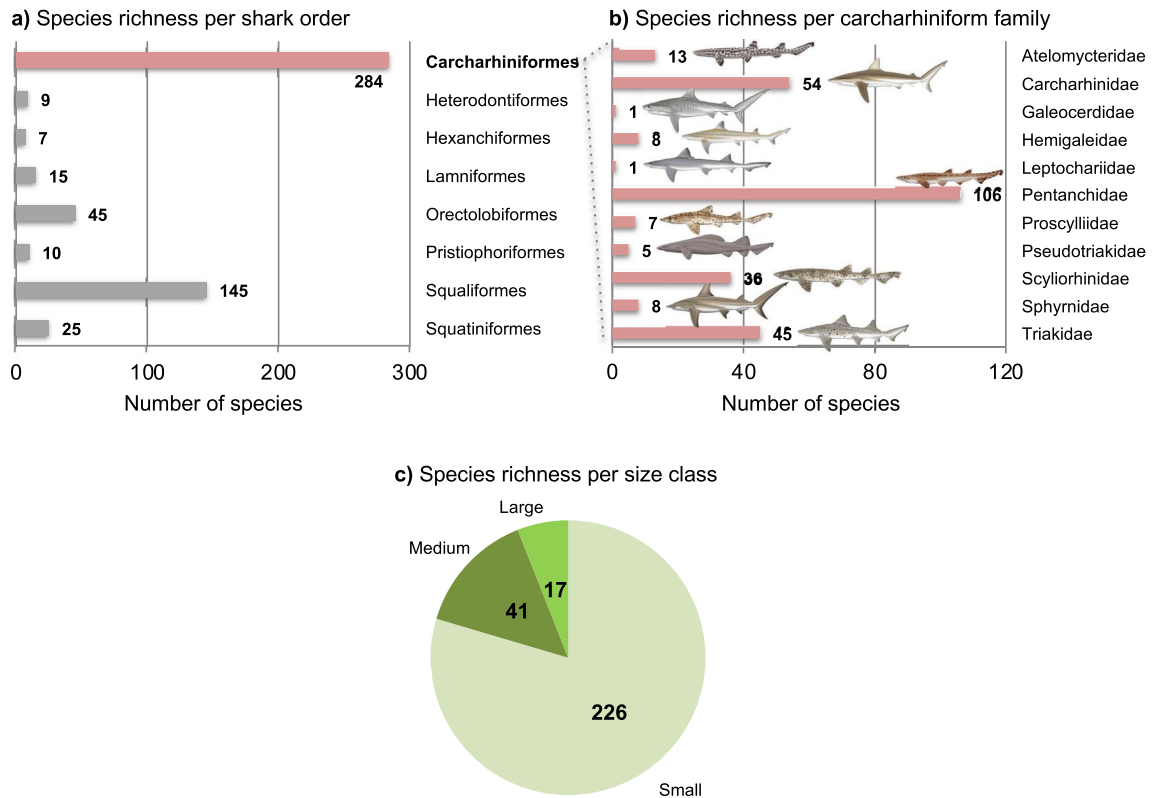 a) Species richness per shark order
Carcharhiniformes
284
9 Heterodontiformes
7 Hexanchiformes
15 Lamniformes
45 Orectolobiformes
10 Pristiophoriformes
145 Squaliformes
25 Squatiniformes
0 100 200 300
Number of species
b) Species richness per carcharhiniform family
13 Atelomycteridae
54 Carcharhinidae
1 Galeocerdidae
8 Hemigaleidae
1 Leptochariidae
106 Pentanchidae
7 Proscylliidae
5 Pseudotriakidae
36 Scyliorhinidae
8 Sphyrnidae
45 Triakidae
0 40 80 120
Number of species
c) Species richness per size class
Large
Medium
17
41
226
Small